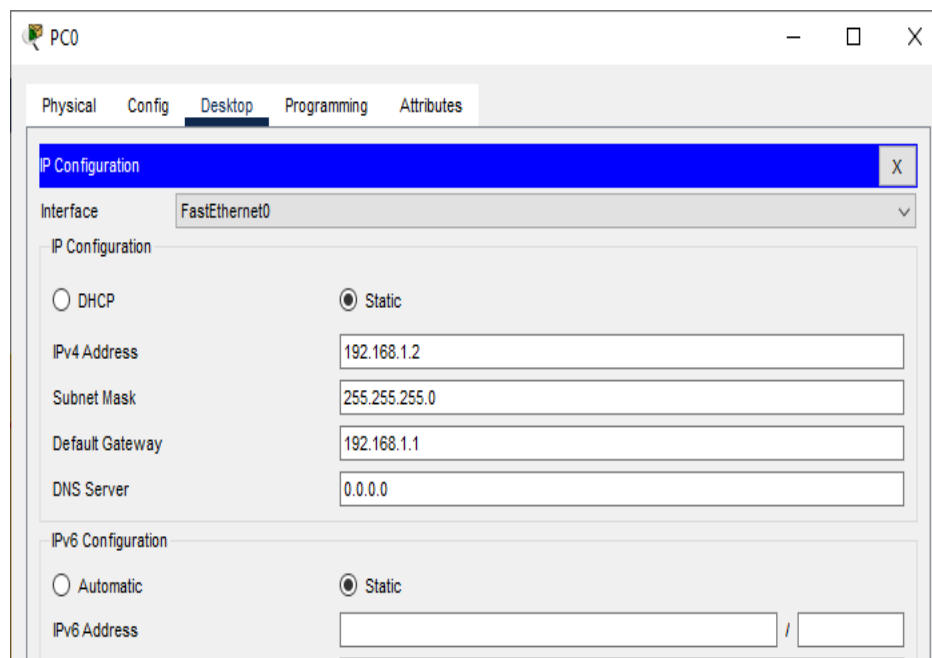 PC0
Physical Config Desktop Programming Attributes
IP Configuration X
Interface FastEthernet0
IP Configuration
DHCP Static
IPv4 Address 192.168.1.2
Subnet Mask 255.255.255.0
Default Gateway 192.168.1.1
DNS Server 0.0.0.0
IPv6 Configuration
Automatic Static
IPv6 Address /